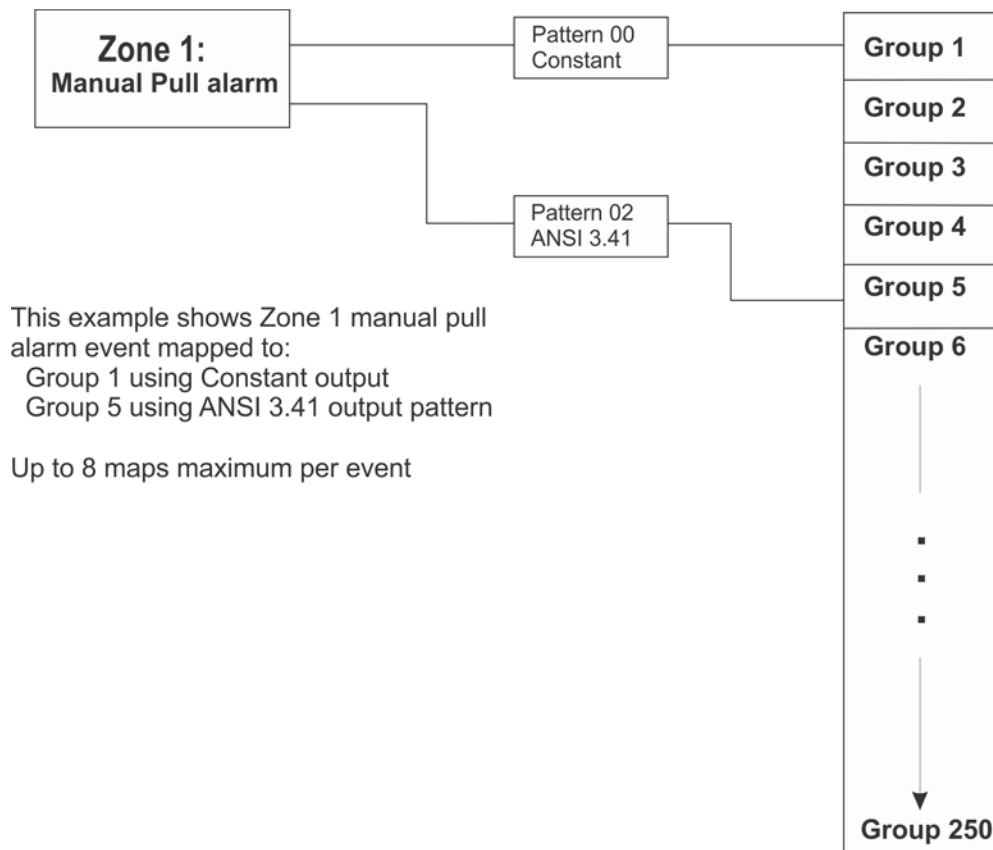 Zone 1:
Manual Pull alarm
Pattern 00
Constant
Pattern 02
ANSI 3.41
This example shows Zone 1 manual pull
alarm event mapped to:
Group 1 using Constant output
Group 5 using ANSI 3.41 output pattern
Up to 8 maps maximum per event
Group 1
Group 2
Group 3
Group 4
Group 5
Group 6
Group 250